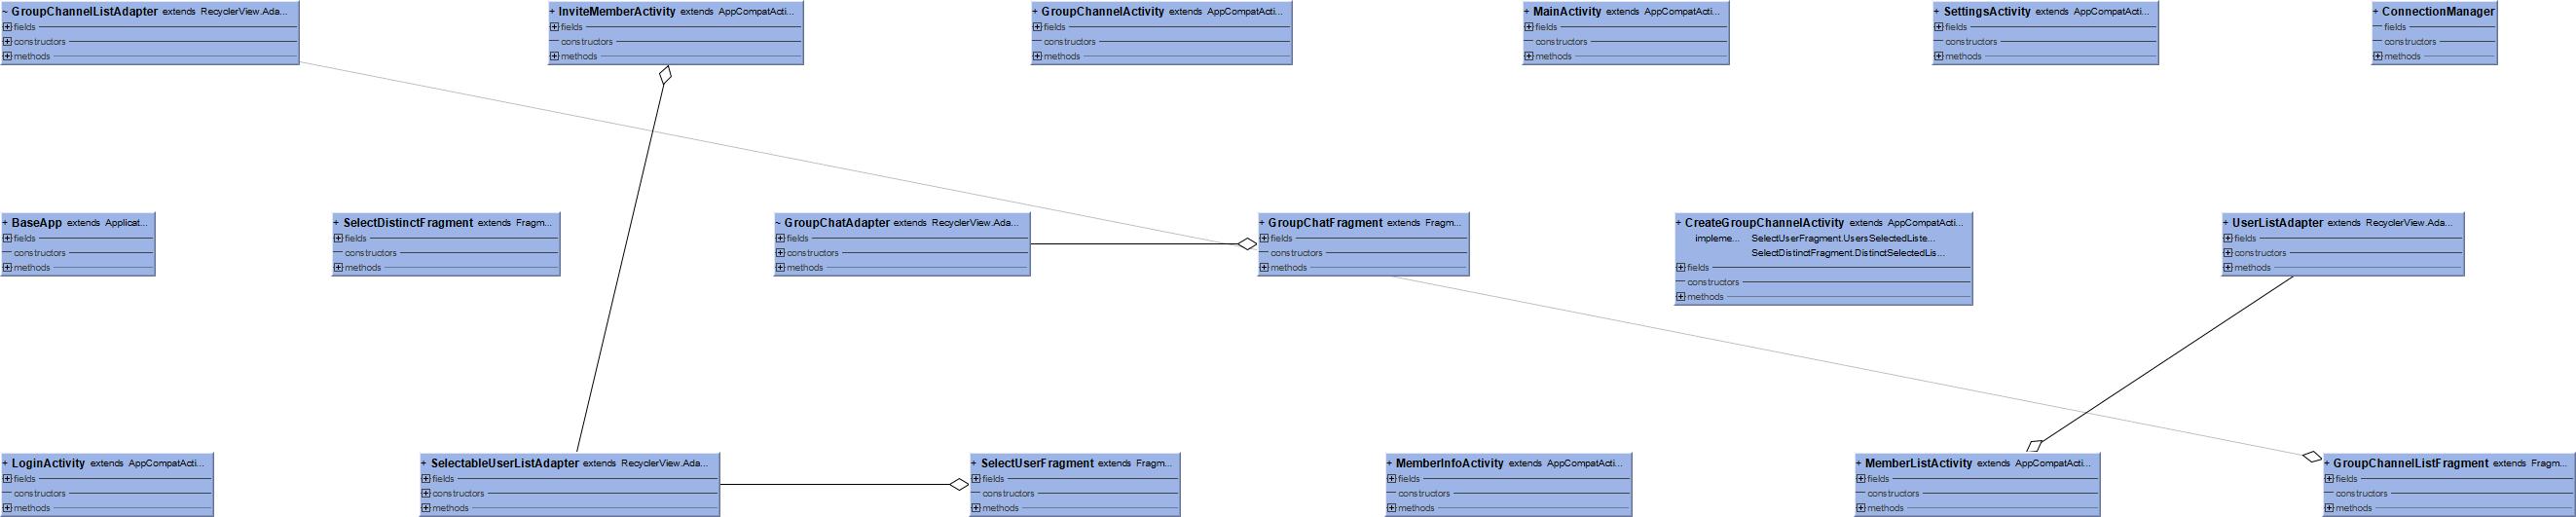 ~ GroupChannelListAdapter extends RecyclerView.Ada...
fields
constructors
methods
+ InviteMemberActivity extends AppCompatActi...
fields
constructors
methods
+ GroupChannelActivity extends AppCompatActi...
fields
constructors
methods
+ MainActivity extends AppCompatActi...
fields
constructors
methods
+ SettingsActivity extends AppCompatActi...
fields
constructors
methods
+ ConnectionManager
fields
constructors
methods
+ BaseApp extends Applicat...
fields
constructors
methods
+ SelectDistinctFragment extends Fragm...
fields
constructors
methods
~ GroupChatAdapter extends RecyclerView.Ada...
fields
constructors
methods
+ GroupChatFragment extends Fragm...
fields
constructors
methods
+ CreateGroupChannelActivity extends AppCompatActi...
impleme... SelectUserFragment.UsersSelectedListe...
SelectDistinctFragment.DistinctSelectedLis...
fields
constructors
methods
+ UserListAdapter extends RecyclerView.Ada...
fields
constructors
methods
+ LoginActivity extends AppCompatActi...
fields
constructors
methods
+ SelectableUserListAdapter extends RecyclerView.Ada...
fields
constructors
methods
+ SelectUserFragment extends Fragm...
fields
constructors
methods
+ MemberInfoActivity extends AppCompatActi...
fields
constructors
methods
+ MemberListActivity extends AppCompatActi...
fields
constructors
methods
+ GroupChannelListFragment extends Fragm...
fields
constructors
methods